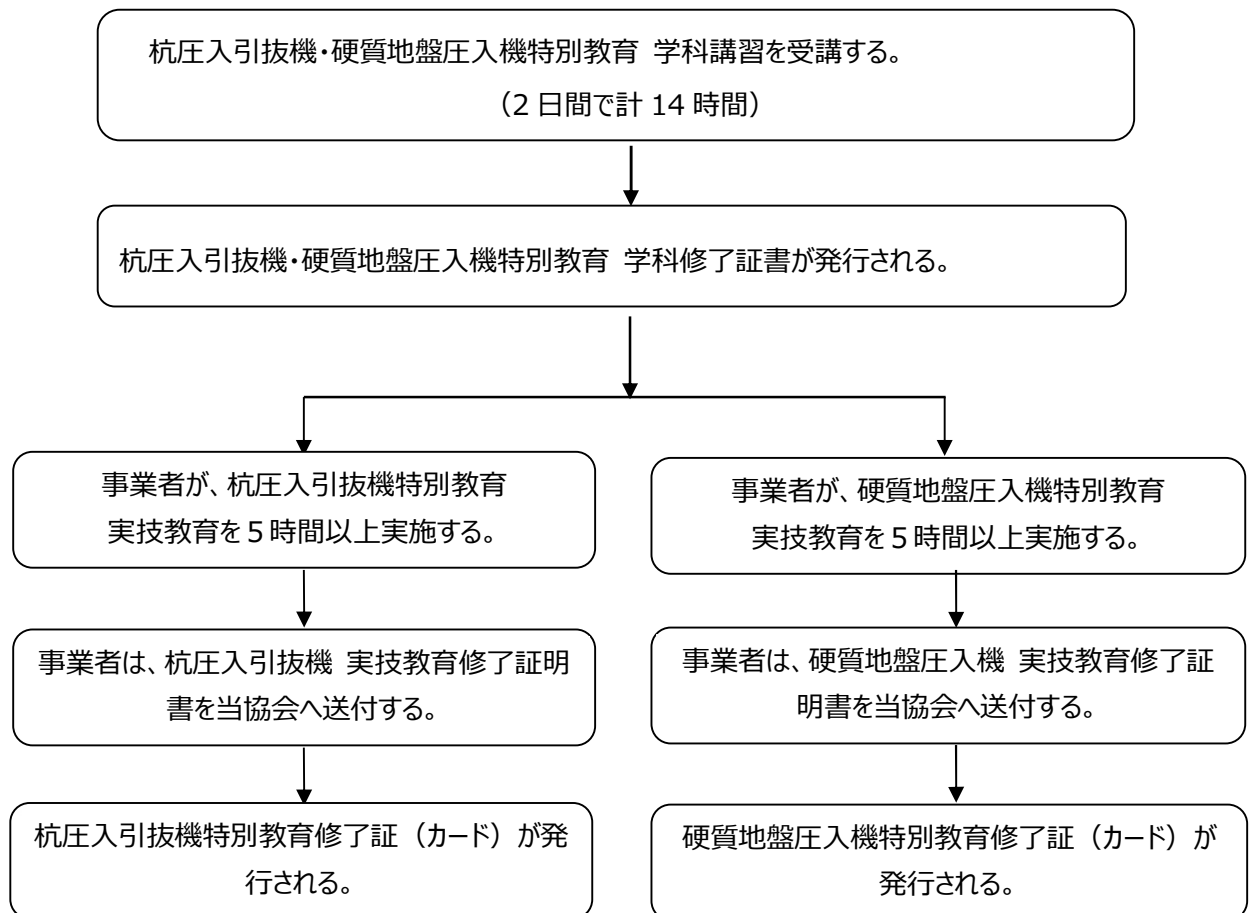 杭圧入引抜機・硬質地盤圧入機特別教育 学科講習を受講する。
（2 日間で計 14 時間）
杭圧入引抜機・硬質地盤圧入機特別教育 学科修了証書が発行される。
事業者が、杭圧入引抜機特別教育
実技教育を５時間以上実施する。
事業者が、硬質地盤圧入機特別教育
実技教育を５時間以上実施する。
事業者は、杭圧入引抜機 実技教育修了証明
書を当協会へ送付する。
事業者は、硬質地盤圧入機 実技教育修了証
明書を当協会へ送付する。
杭圧入引抜機特別教育修了証（カード）が発
行される。
硬質地盤圧入機特別教育修了証（カード）が
発行される。